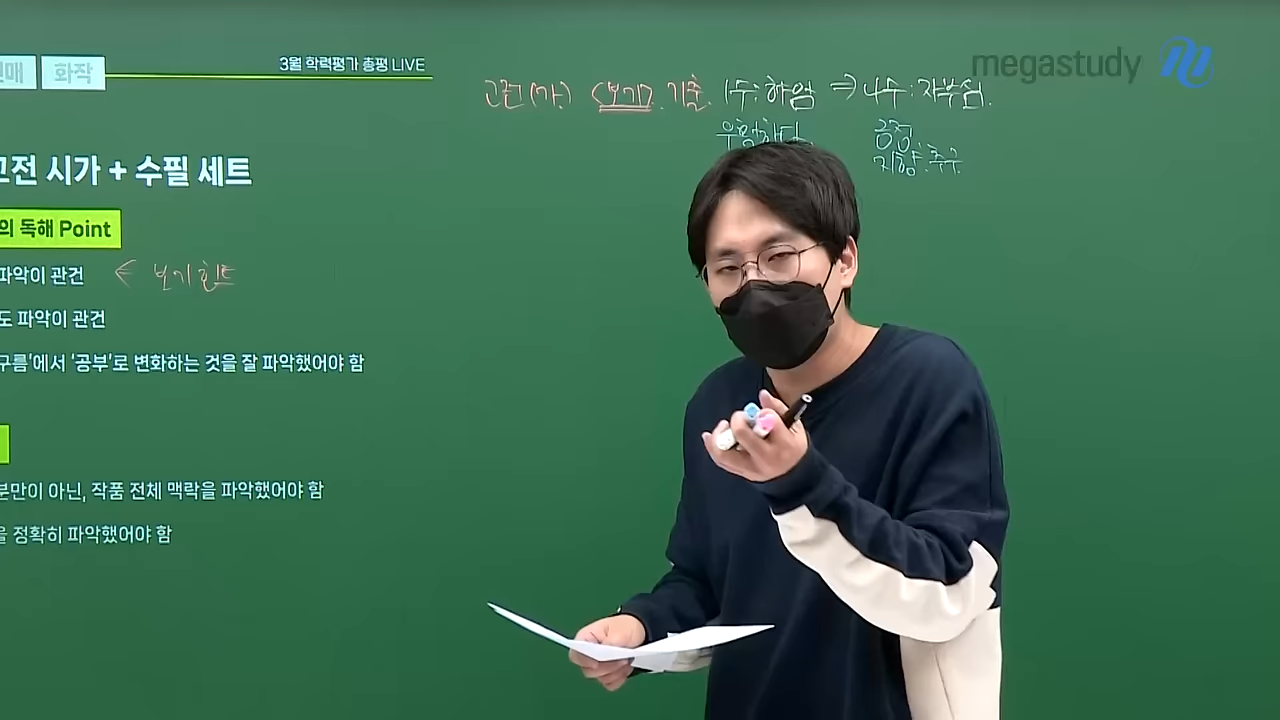 화작
3월 학력평가 총평 LIVE
megastudy
고전 (가) <보기> 기출. 1수: 하암 ⇒ 나수: 자부심.
우활하다
긍정
지향. 추구
고전 시가 + 수필 세트
의 독해 Point
파악이 관건 ← 보기 힌트
도 파악이 관건
구름'에서 '공부'로 변화하는 것을 잘 파악했어야 함
분만이 아닌, 작품 전체 맥락을 파악했어야 함
을 정확히 파악했어야 함